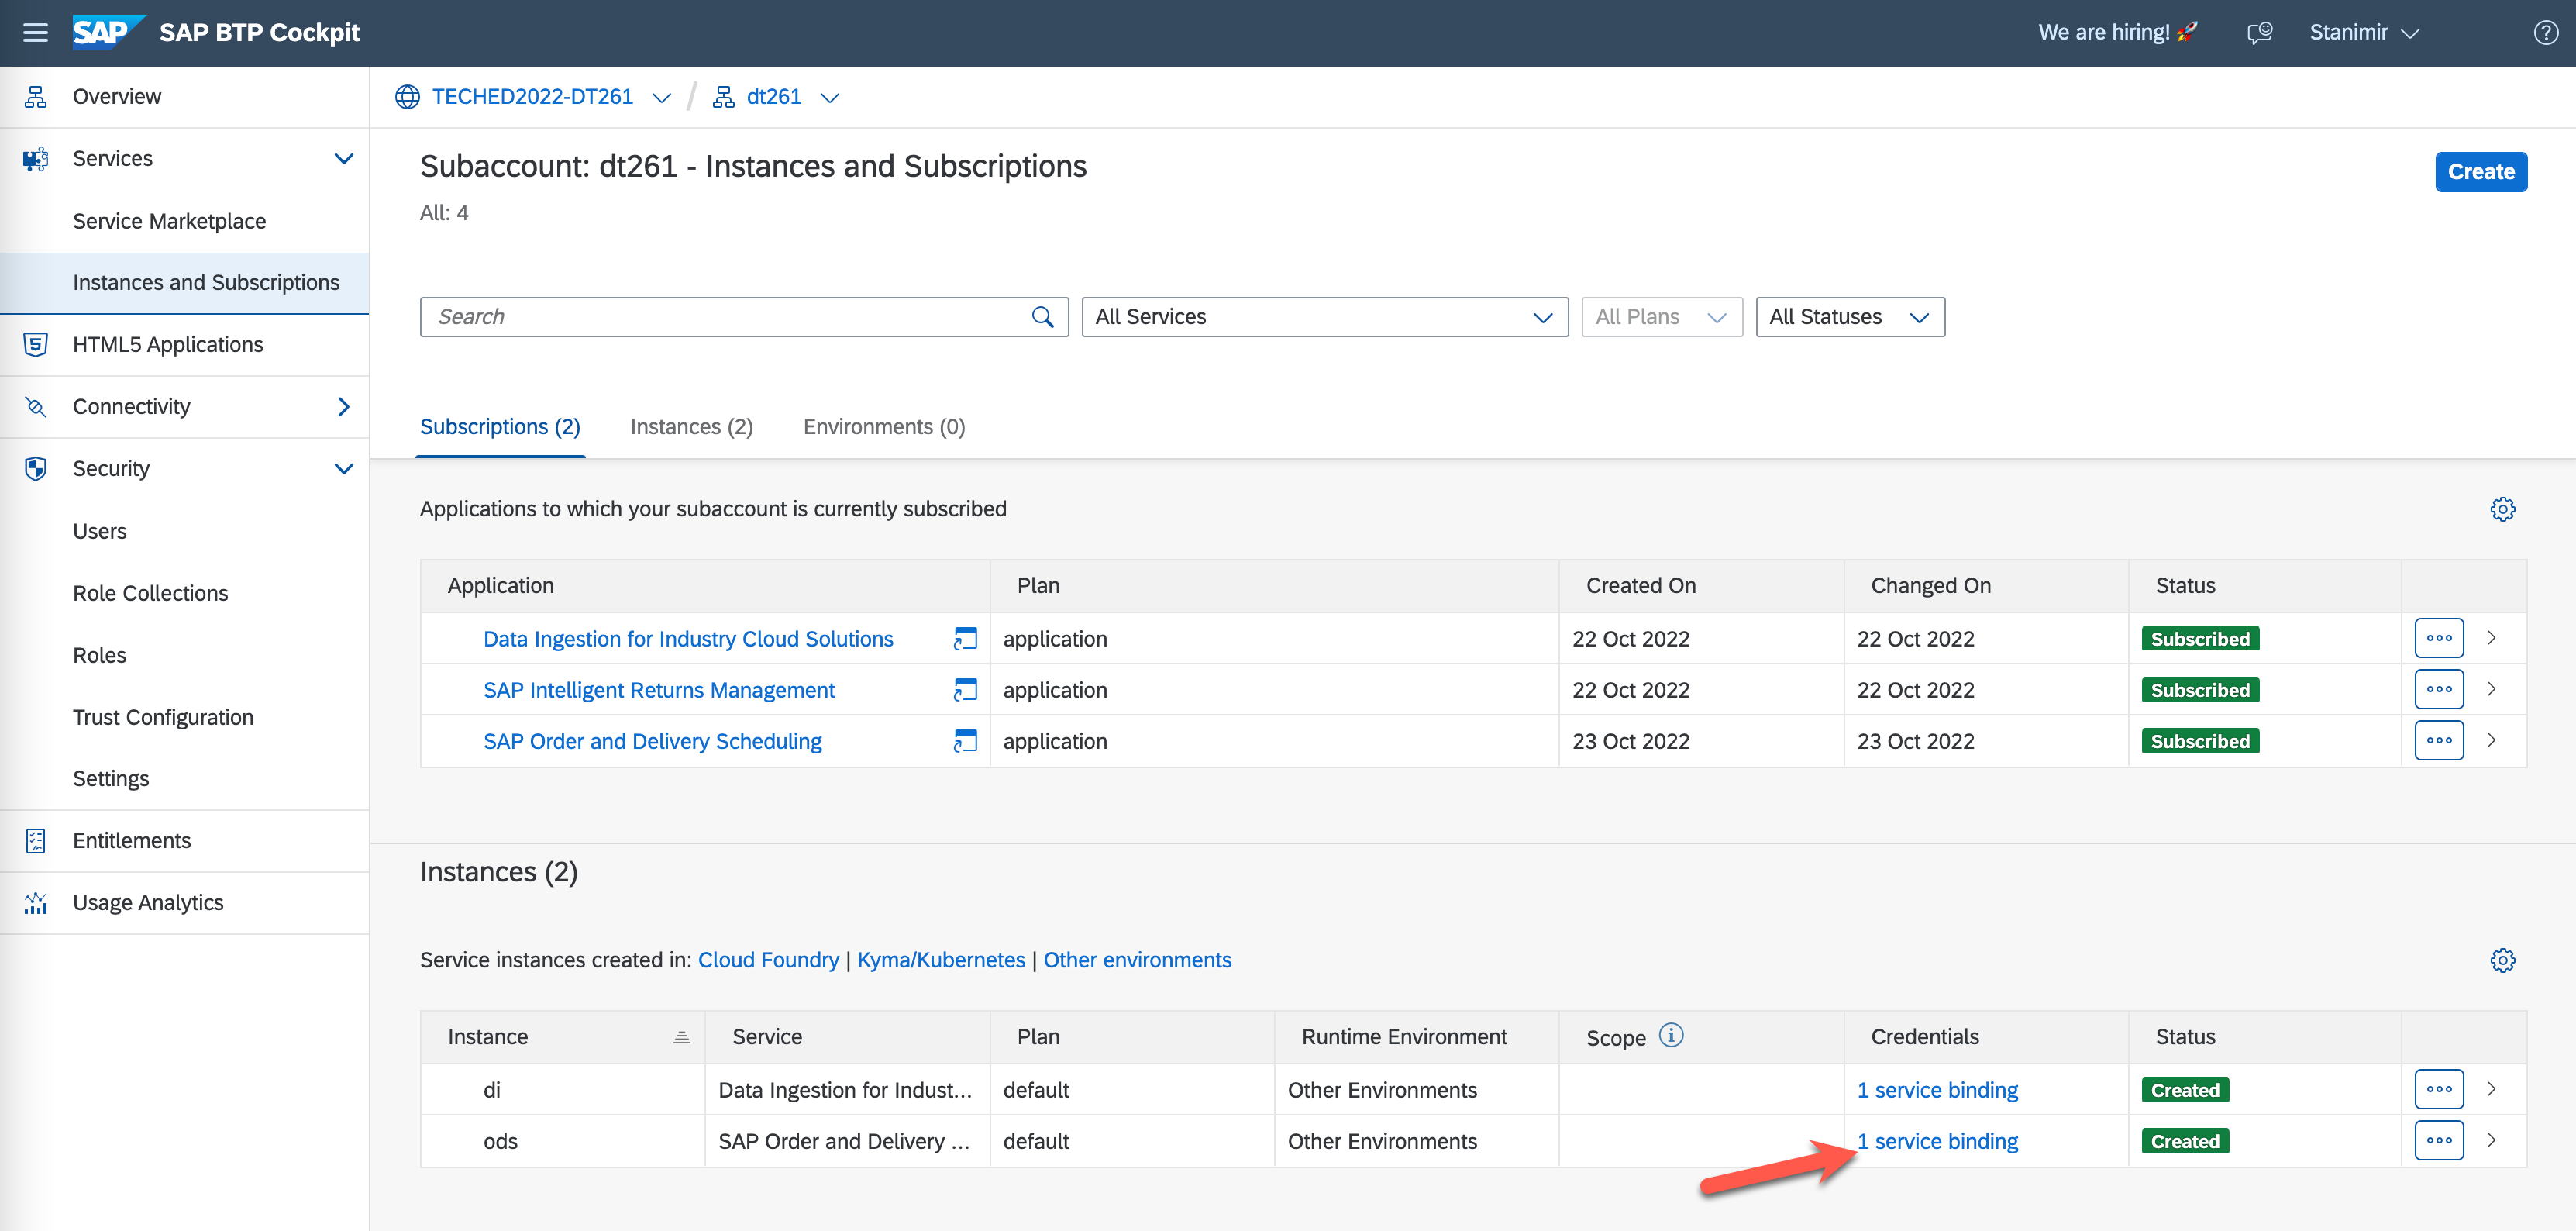 SAP SAP BTP Cockpit We are hiring! 🚀 Stanimir
Overview
Services
Service Marketplace
Instances and Subscriptions
HTML5 Applications
Connectivity
Security
Users
Role Collections
Roles
Trust Configuration
Settings
Entitlements
Usage Analytics
TECHED2022-DT261 / dt261
Subaccount: dt261 - Instances and Subscriptions
Create
All: 4
Search All Services All Plans All Statuses
Subscriptions (2) Instances (2) Environments (0)
Applications to which your subaccount is currently subscribed
Application Plan Created On Changed On Status
Data Ingestion for Industry Cloud Solutions application 22 Oct 2022 22 Oct 2022 Subscribed
SAP Intelligent Returns Management application 22 Oct 2022 22 Oct 2022 Subscribed
SAP Order and Delivery Scheduling application 23 Oct 2022 23 Oct 2022 Subscribed
Instances (2)
Service instances created in: Cloud Foundry | Kyma/Kubernetes | Other environments
Instance Service Plan Runtime Environment Scope Credentials Status
di Data Ingestion for Indust... default Other Environments 1 service binding Created
ods SAP Order and Delivery ... default Other Environments 1 service binding Created